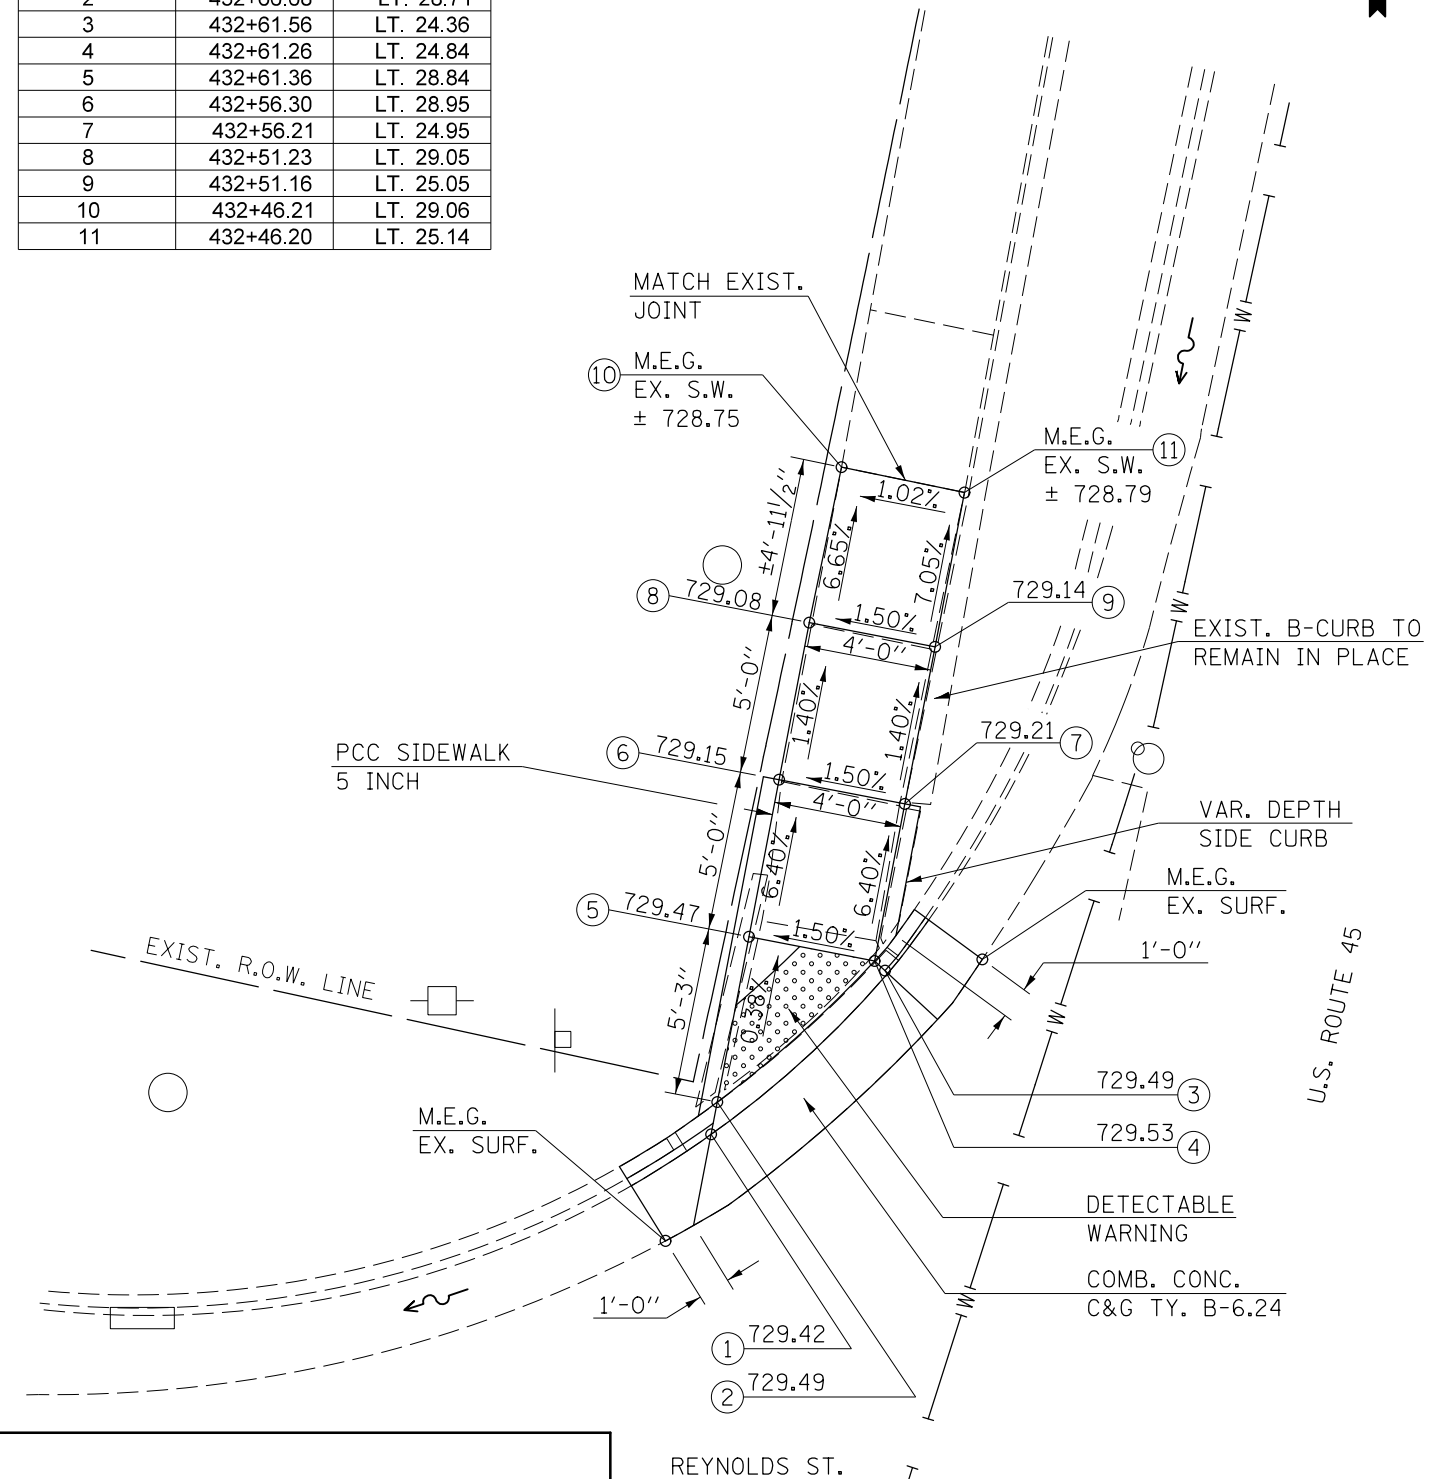 3 432+61.56 LT. 24.36
4 432+61.26 LT. 24.84
5 432+61.36 LT. 28.84
6 432+56.30 LT. 28.95
7 432+56.21 LT. 24.95
8 432+51.23 LT. 29.05
9 432+51.16 LT. 25.05
10 432+46.21 LT. 29.06
11 432+46.20 LT. 25.14
MATCH EXIST.
JOINT
10
M.E.G.
EX. S.W.
± 728.75
M.E.G.
11
EX. S.W.
± 728.79
W
1.02%
±4'-11 1/2"
6.65%
7.05%
8
729.08
729.14
9
1.50%
4'-0"
W
EXIST. B-CURB TO
REMAIN IN PLACE
5'-0"
1.40%
1.40%
PCC SIDEWALK
5 INCH
6
729.15
729.21
7
1.50%
4'-0"
VAR. DEPTH
SIDE CURB
5'-0"
6.40%
6.40%
M.E.G.
EX. SURF.
5
729.47
1.50%
1'-0"
EXIST. R.O.W. LINE
5'-3"
0.38%
W
U.S. ROUTE 45
729.49
3
M.E.G.
EX. SURF.
729.53
4
DETECTABLE
WARNING
COMB. CONC.
C&G TY. B-6.24
W
1'-0"
1
729.42
2
729.49
REYNOLDS ST.